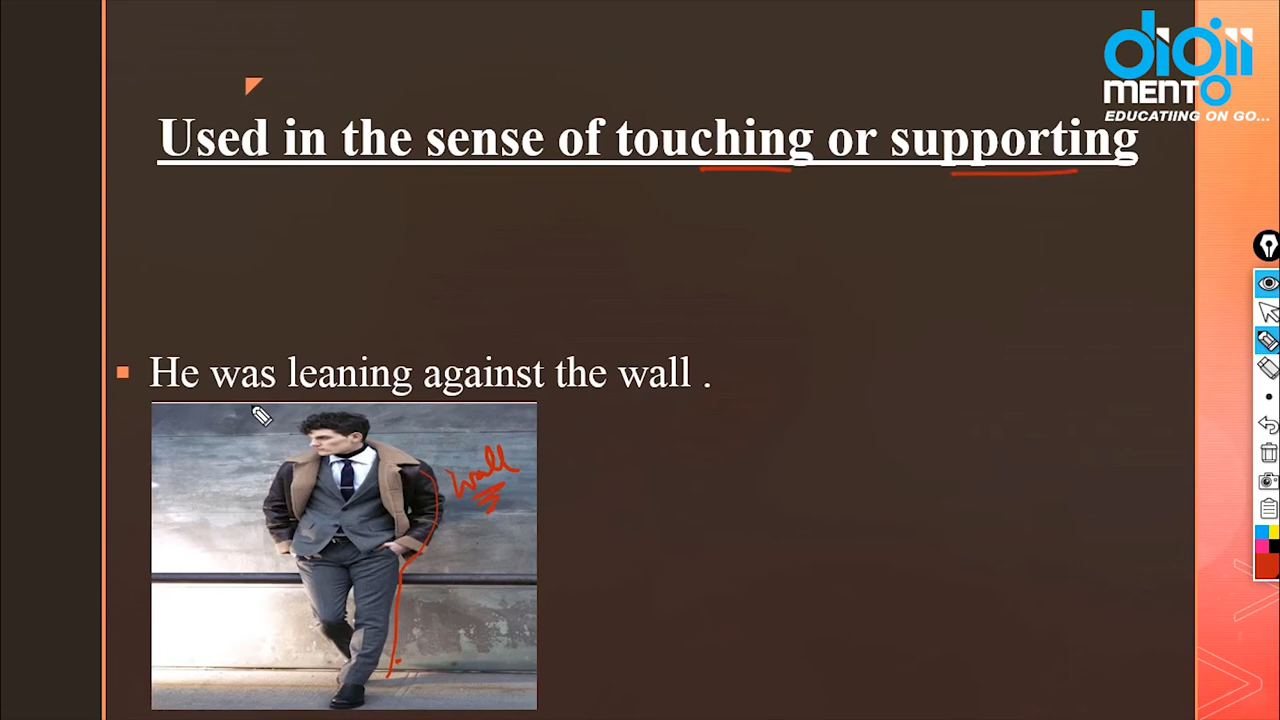 digii
MENTO
EDUCATIING ON GO...
Used in the sense of touching or supporting
He was leaning against the wall .
wall